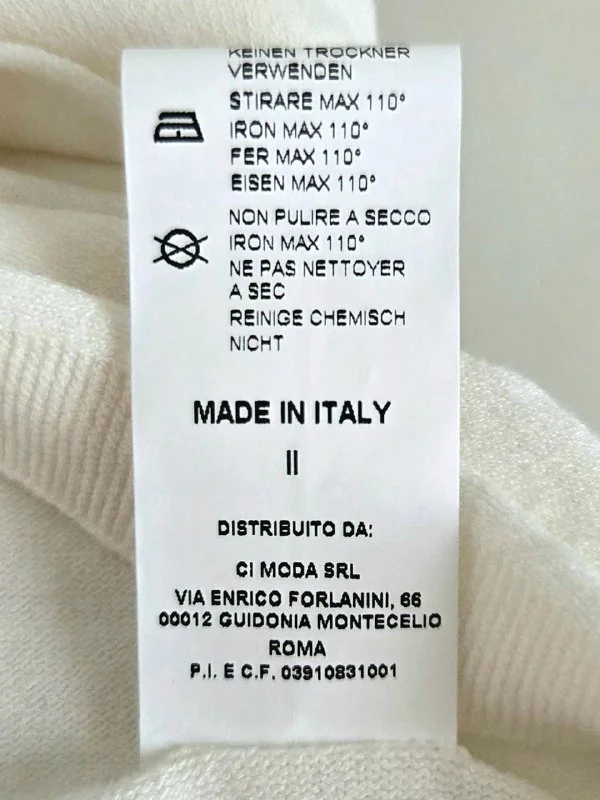 KEINEN TROCKNER
VERWENDEN
STIRARE MAX 110°
IRON MAX 110°
FER MAX 110°
EISEN MAX 110°
NON PULIRE A SECCO
IRON MAX 110°
NE PAS NETTOYER
A SEC
REINIGE CHEMISCH
NICHT
MADE IN ITALY
II
DISTRIBUITO DA:
CI MODA SRL
VIA ENRICO FORLANINI, 66
00012 GUIDONIA MONTECELIO
ROMA
P.I. E C.F. 03910831001